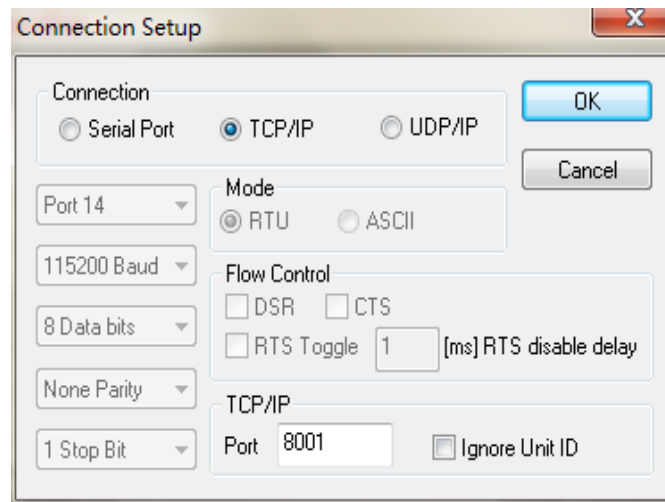 Connection Setup
x
Connection
Serial Port TCP/IP UDP/IP
OK
Cancel
Port 14
115200 Baud
8 Data bits
None Parity
1 Stop Bit
Mode
RTU ASCII
Flow Control
DSR CTS
RTS Toggle 1 [ms] RTS disable delay
TCP/IP
Port 8001 Ignore Unit ID